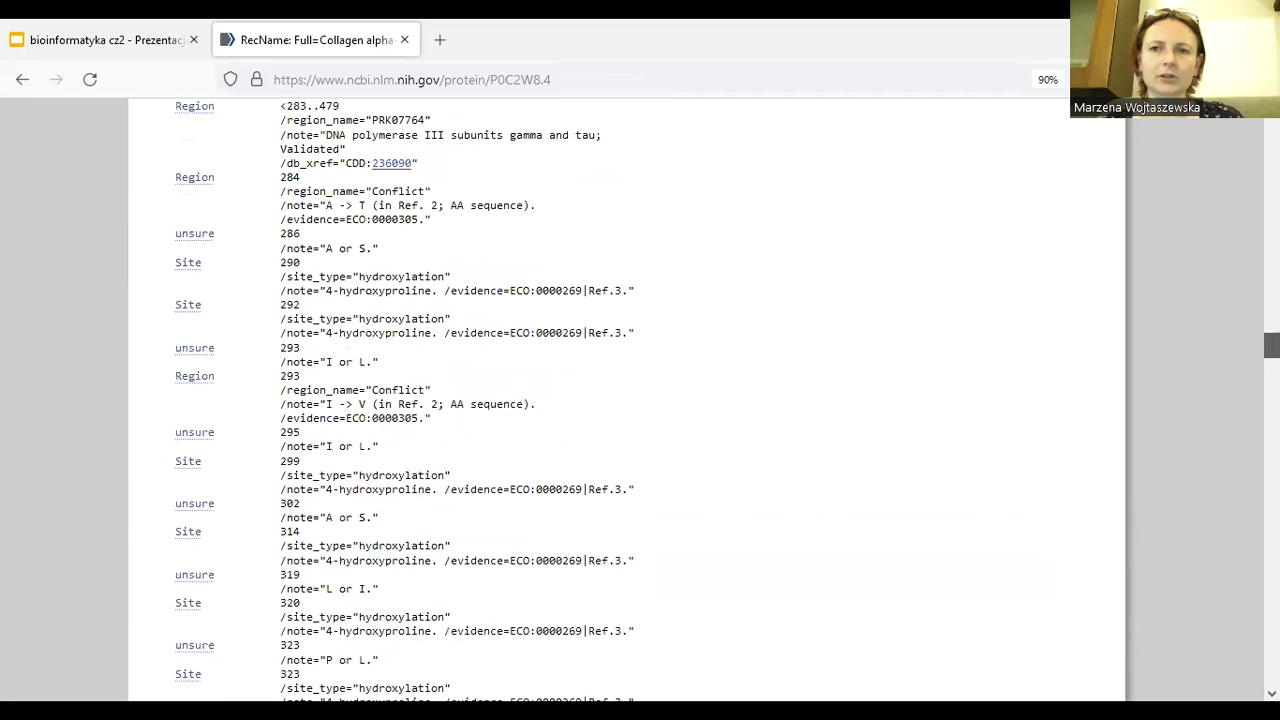 bioinformatyka cz2 - Prezentacj
RecName: Full=Collagen alpha-
https://www.ncbi.nlm.nih.gov/protein/P0C2W8.4
90%
Marzena Wojtaszewska
Region <283..479
/region_name="PRK07764"
/note="DNA polymerase III subunits gamma and tau;
Validated"
/db_xref="CDD:236090"
Region 284
/region_name="Conflict"
/note="A -> T (in Ref. 2; AA sequence).
/evidence=ECO:0000305."
unsure 286
/note="A or S."
Site 290
/site_type="hydroxylation"
/note="4-hydroxyproline. /evidence=ECO:0000269|Ref.3."
Site 292
/site_type="hydroxylation"
/note="4-hydroxyproline. /evidence=ECO:0000269|Ref.3."
unsure 293
/note="I or L."
Region 293
/region_name="Conflict"
/note="I -> V (in Ref. 2; AA sequence).
/evidence=ECO:0000305."
unsure 295
/note="I or L."
Site 299
/site_type="hydroxylation"
/note="4-hydroxyproline. /evidence=ECO:0000269|Ref.3."
unsure 302
/note="A or S."
Site 314
/site_type="hydroxylation"
/note="4-hydroxyproline. /evidence=ECO:0000269|Ref.3."
unsure 319
/note="L or I."
Site 320
/site_type="hydroxylation"
/note="4-hydroxyproline. /evidence=ECO:0000269|Ref.3."
unsure 323
/note="P or L."
Site 323
/site_type="hydroxylation"